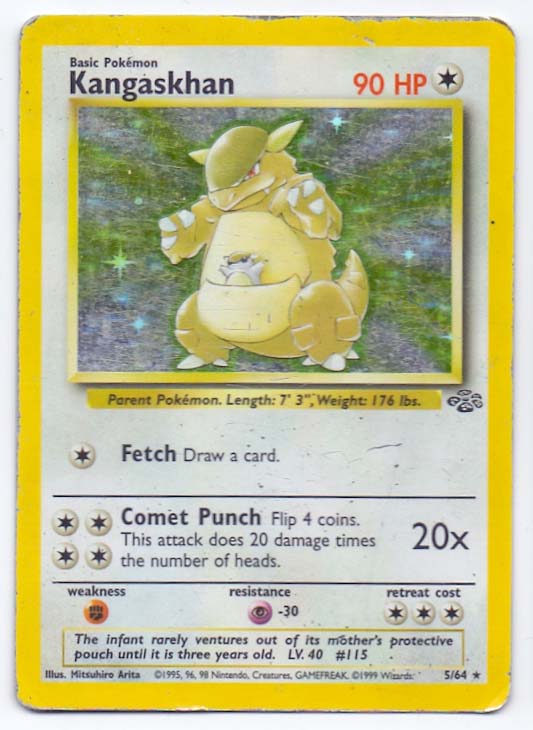 Basic Pokémon
Kangaskhan 90 HP
Parent Pokémon. Length: 7' 3", Weight: 176 lbs.
Fetch Draw a card.
Comet Punch Flip 4 coins.
This attack does 20 damage times
the number of heads.
20x
weakness resistance retreat cost
-30
The infant rarely ventures out of its mother's protective
pouch until it is three years old. LV. 40 #115
Illus. Mitsuhiro Arita ©1995, 96, 98 Nintendo, Creatures, GAMEFREAK. ©1999 Wizards. 5/64 ★